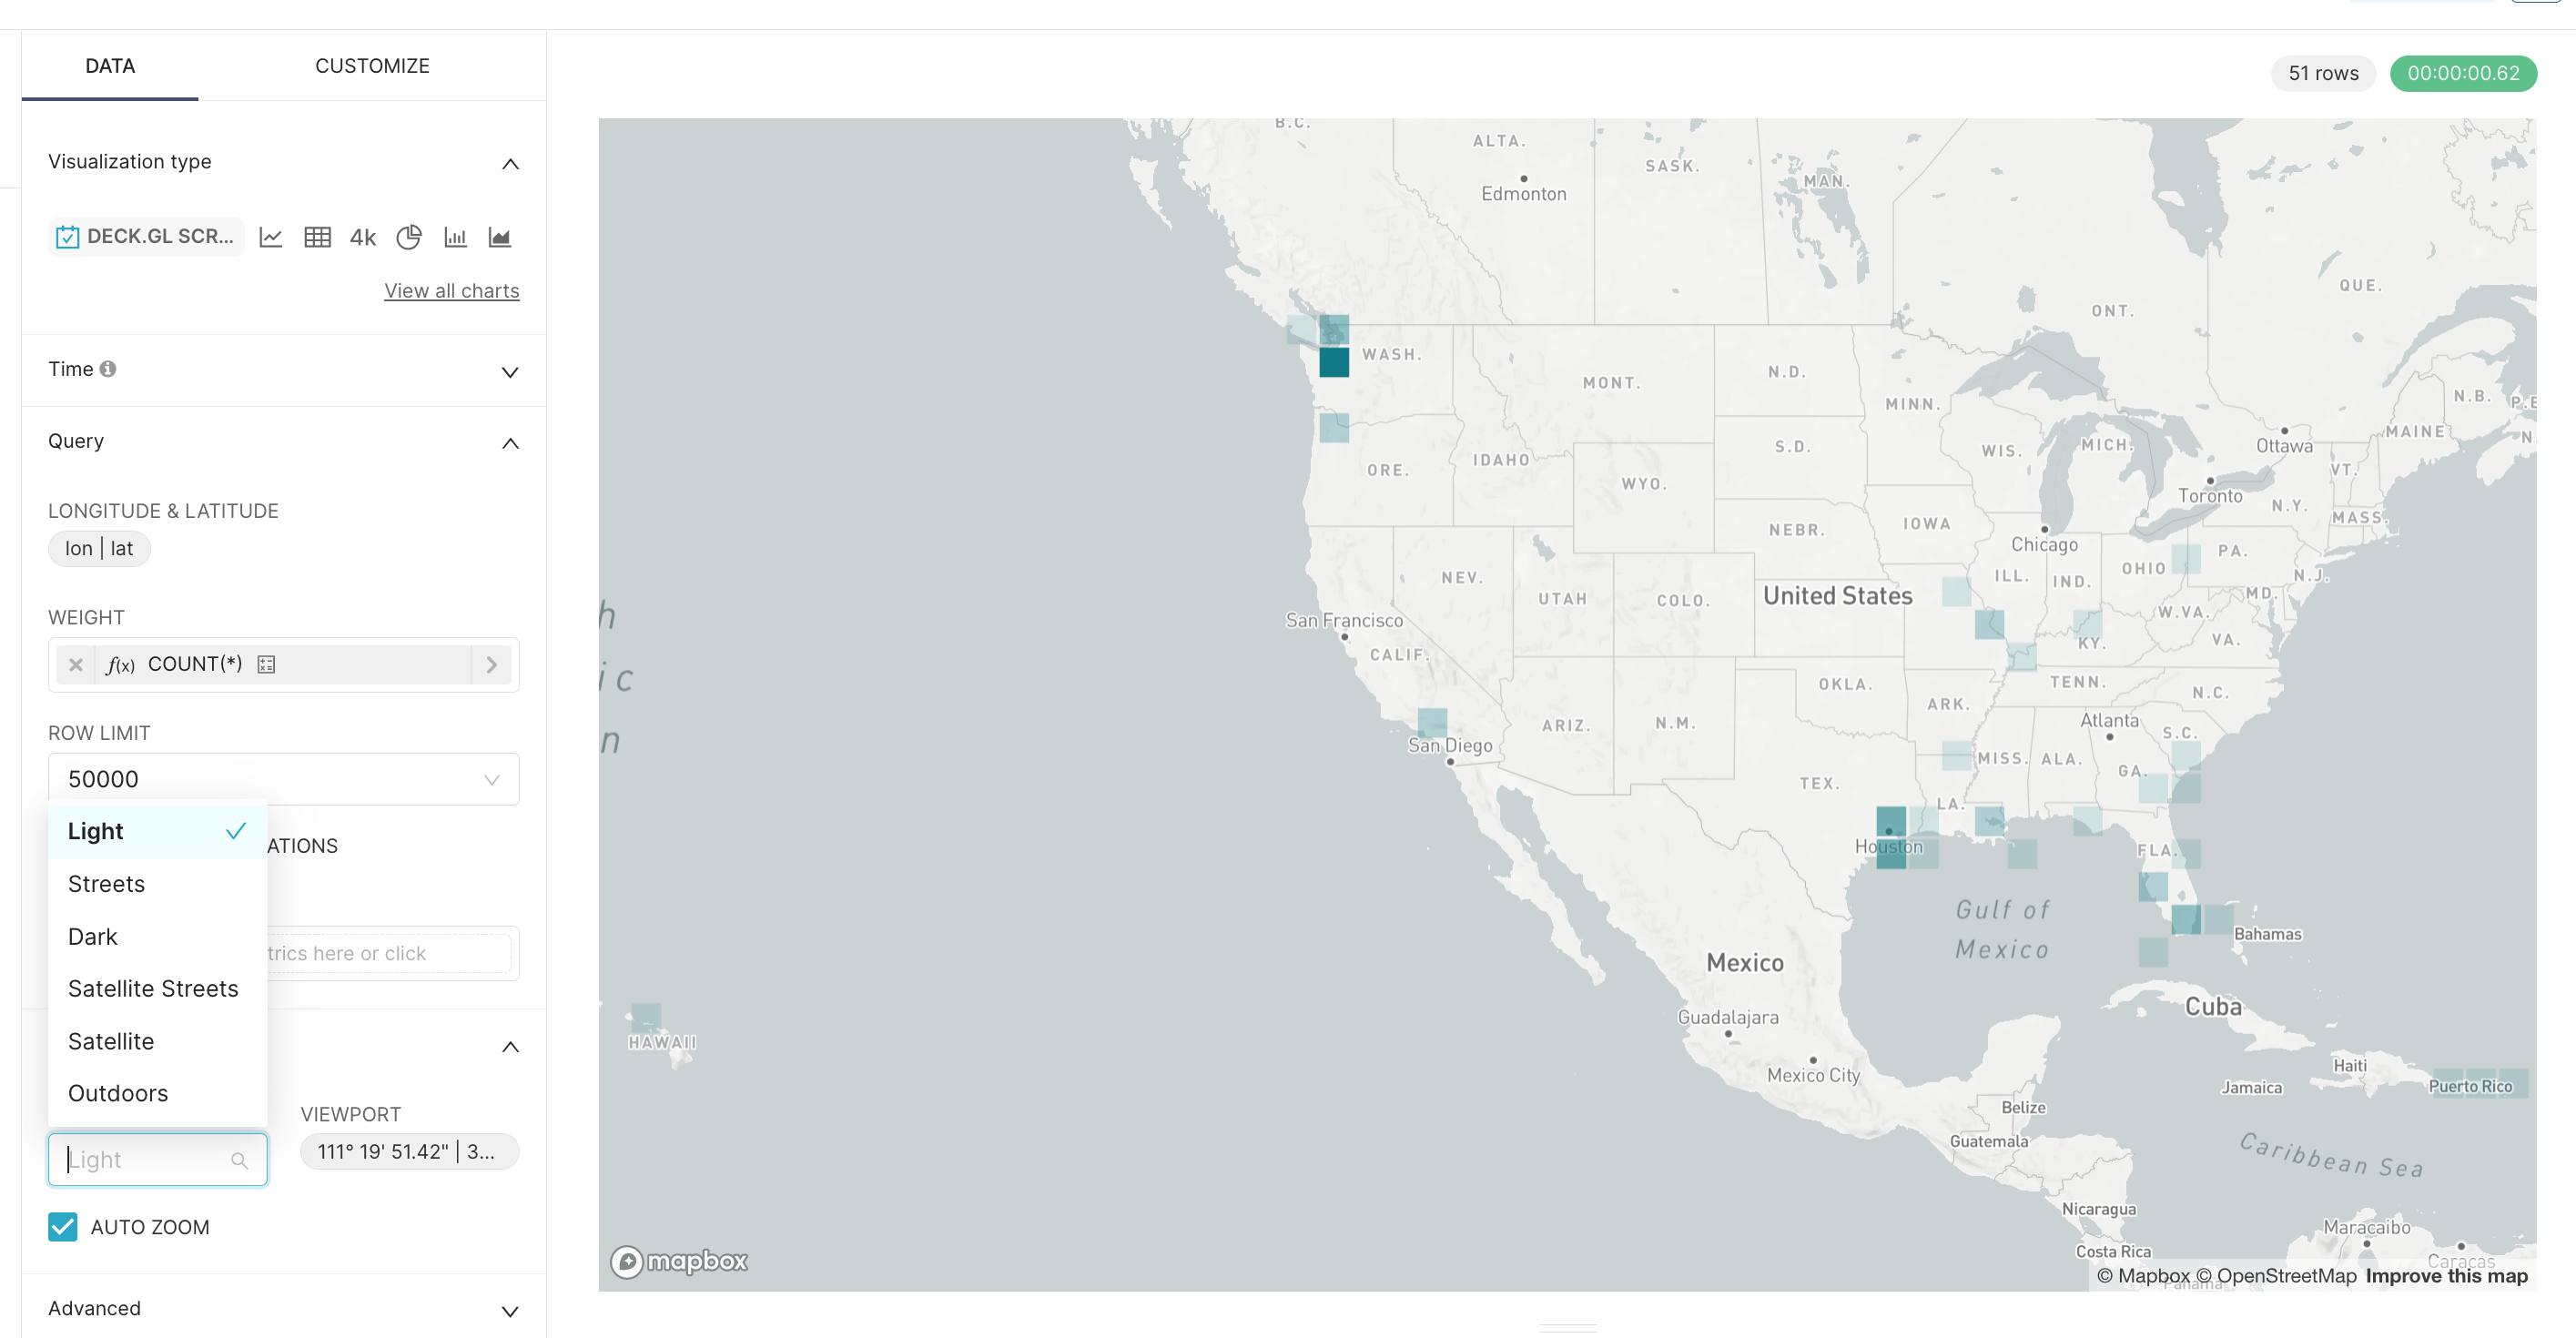 DATA
CUSTOMIZE
51 rows
00:00:00.62
Visualization type
DECK.GL SCR...
4k
View all charts
Time
Query
LONGITUDE & LATITUDE
lon | lat
WEIGHT
f(x) COUNT(*)
ROW LIMIT
50000
Light
ATIONS
Streets
Dark
trics here or click
Satellite Streets
Satellite
Outdoors
VIEWPORT
Light
111° 19' 51.42" | 3...
AUTO ZOOM
Advanced
B.C.
ALTA.
SASK.
MAN.
Edmonton
QUE.
ONT.
WASH.
MONT.
N.D.
MINN.
N.B.
P.E
MAINE
N.
Ottawa
S.D.
WIS.
MICH.
VT.
ORE.
IDAHO
WYO.
Toronto
N.Y.
MASS.
IOWA
NEBR.
Chicago
PA.
OHIO
N.J.
NEV.
UTAH
COLO.
United States
ILL.
IND.
MD.
W.VA.
VA.
San Francisco
h
KY.
CALIF.
ic
OKLA.
TENN.
N.C.
ARK.
Atlanta
ARIZ.
N.M.
S.C.
n
San Diego
MISS.
ALA.
GA.
TEX.
LA.
Houston
FLA.
Gulf of
Mexico
Bahamas
Mexico
Cuba
Guadalajara
HAWAII
Haiti
Mexico City
Jamaica
Puerto Rico
Belize
Guatemala
Caribbean Sea
Nicaragua
Maracaibo
Costa Rica
Caracas
Panama
mapbox
© Mapbox © OpenStreetMap Improve this map